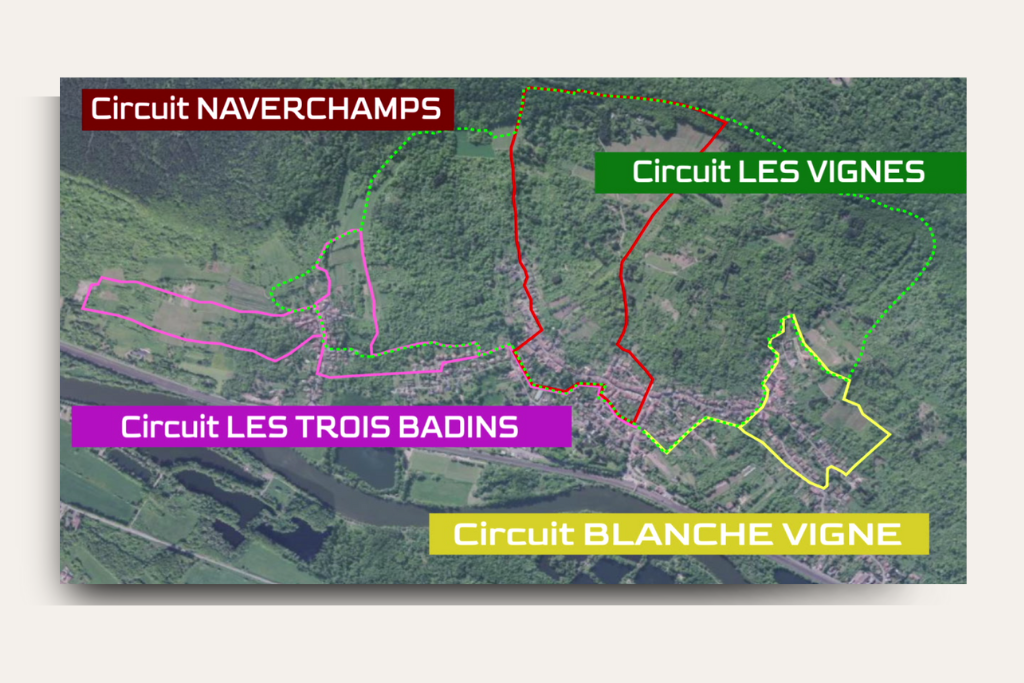 Circuit NAVERCHAMPS
Circuit LES VIGNES
Circuit LES TROIS BADINS
Circuit BLANCHE VIGNE